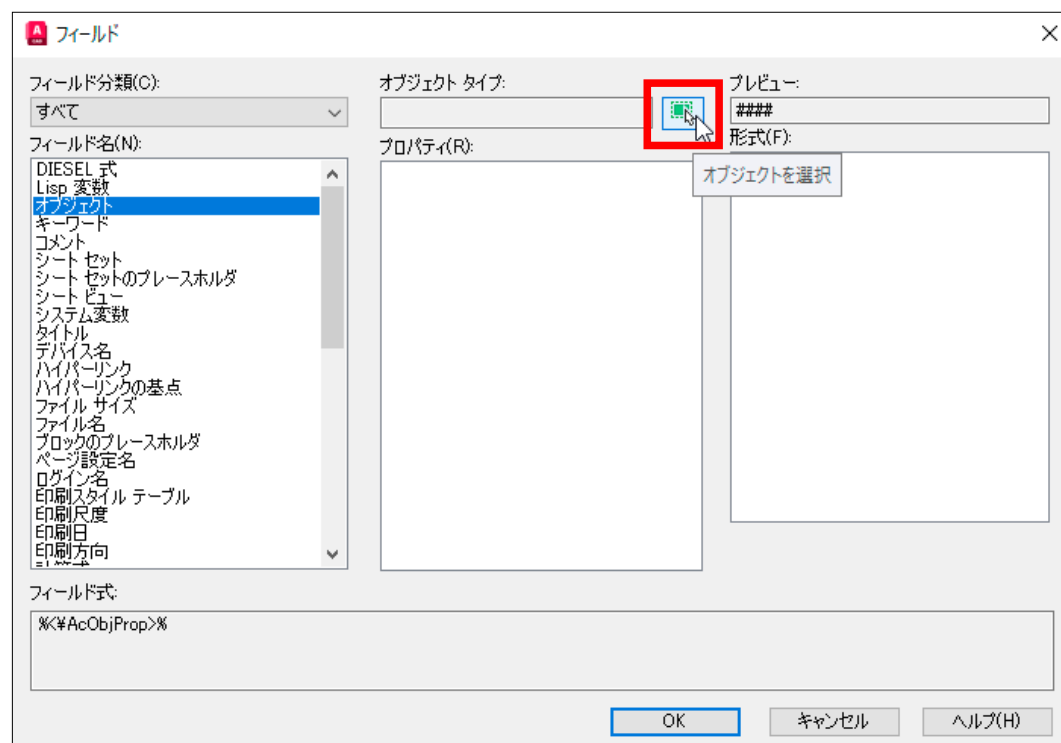 フィールド
フィールド分類(C):
すべて
フィールド名(N):
DIESEL 式
Lisp 変数
オブジェクト
キーワード
コメント
シート セット
シート セットのプレースホルダ
シート ビュー
システム変数
タイトル
デバイス名
ハイパーリンク
ハイパーリンクの基点
ファイル サイズ
ファイル名
ブロックのプレースホルダ
ページ設定名
ログイン名
印刷スタイル テーブル
印刷尺度
印刷日
印刷方向
オブジェクト タイプ:
プロパティ(R):
プレビュー:
####
形式(F):
オブジェクトを選択
フィールド式:
%<¥AcObjProp>%
OK
キャンセル
ヘルプ(H)